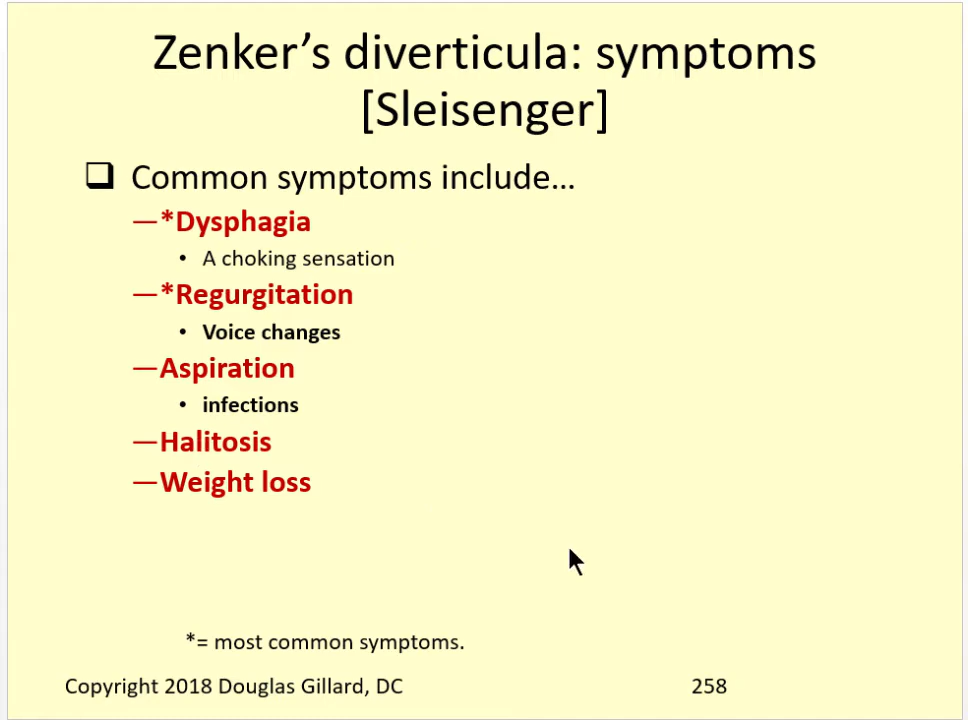 Zenker’s diverticula: symptoms
[Sleisenger]
❑ Common symptoms include…
—*Dysphagia
• A choking sensation
—*Regurgitation
• Voice changes
—Aspiration
• infections
—Halitosis
—Weight loss
*= most common symptoms.
Copyright 2018 Douglas Gillard, DC 258